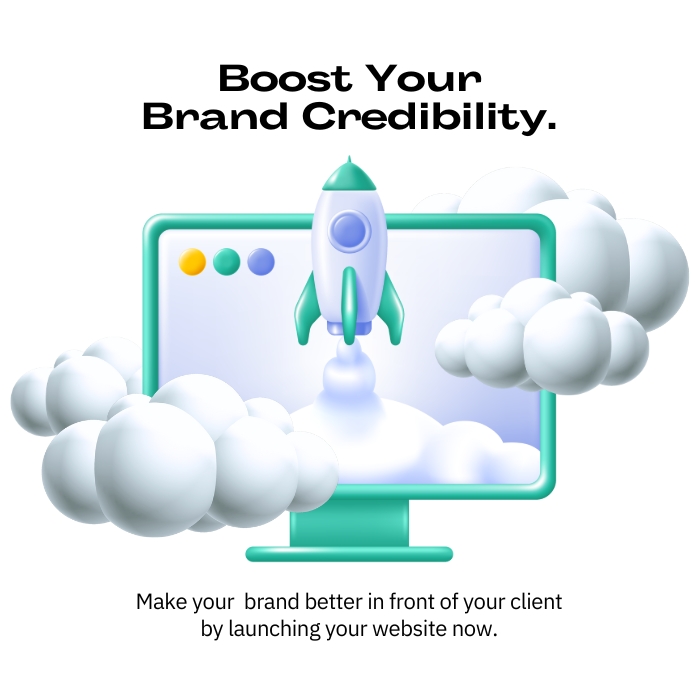 Boost Your
Brand Credibility.
Make your  brand better in front of your client
by launching your website now.